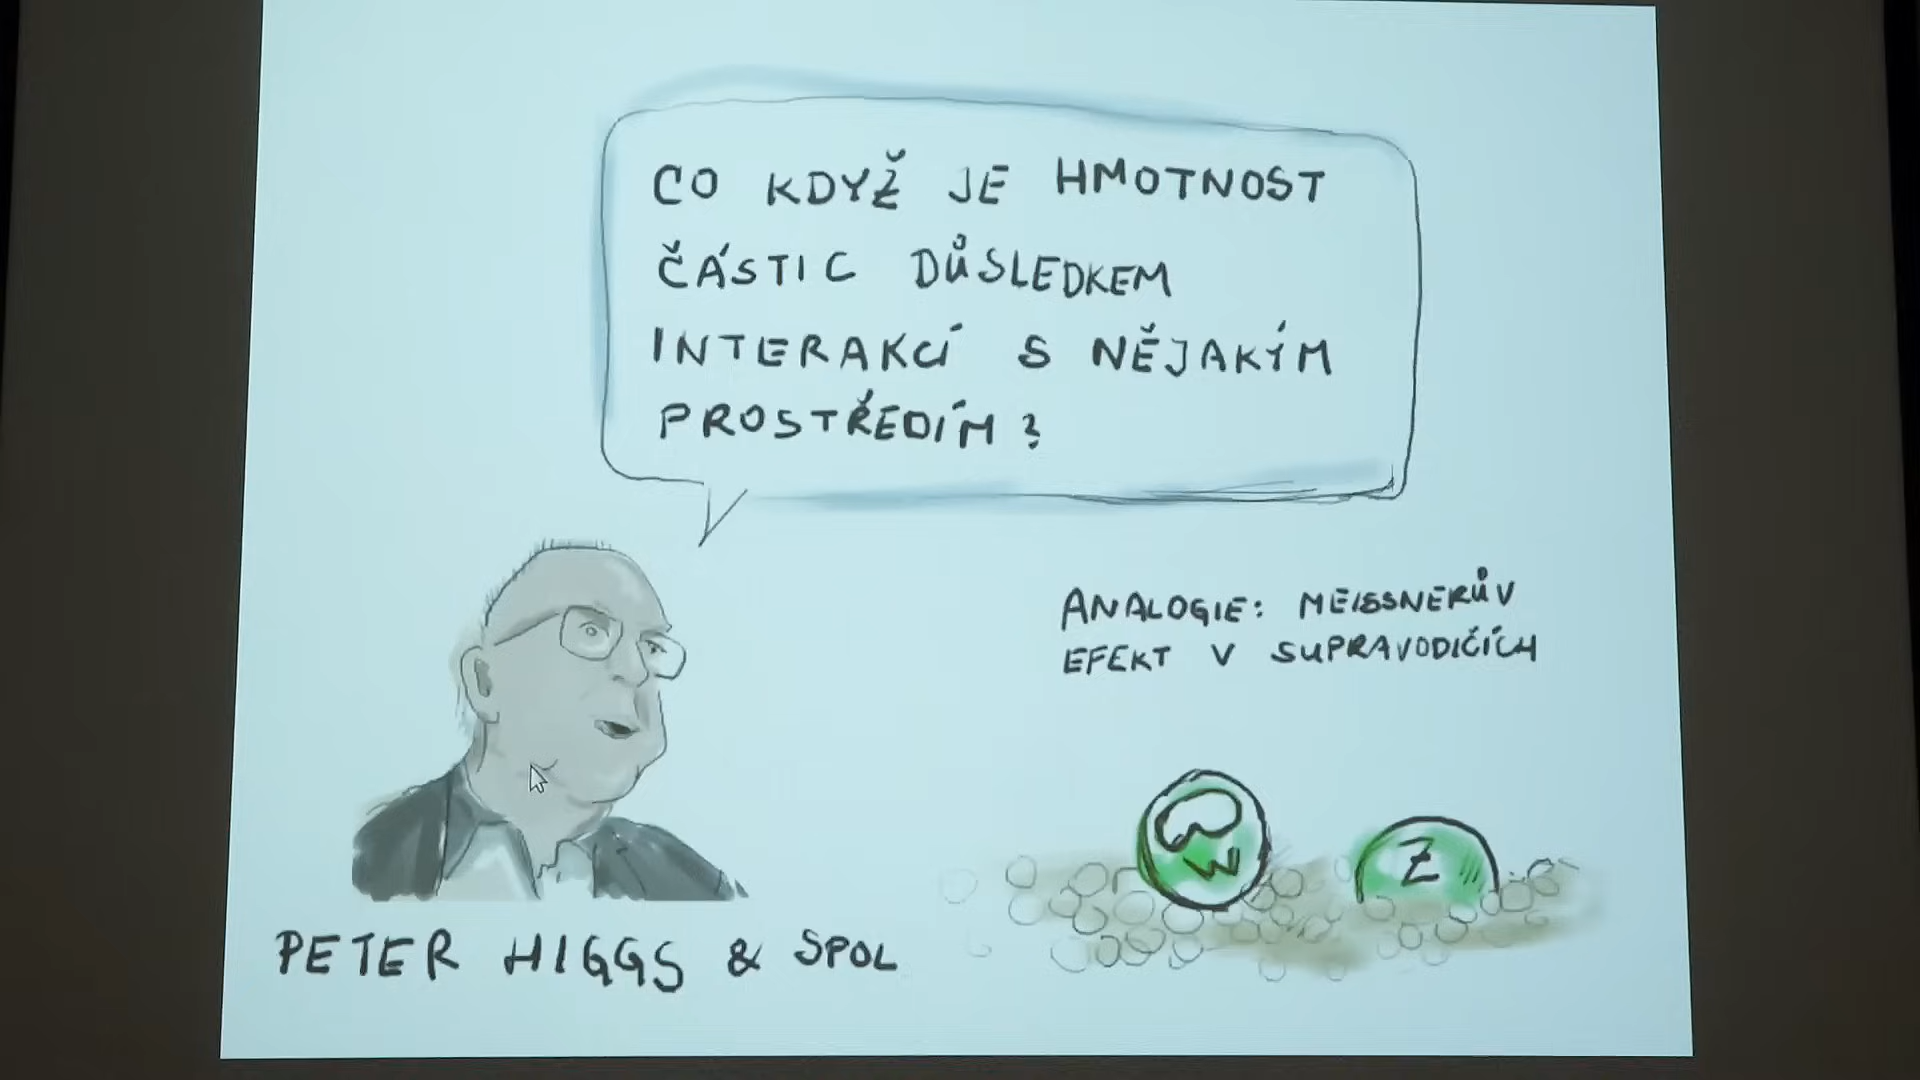 CO KDYŽ JE HMOTNOST
ČÁSTIC DŮSLEDKEM
INTERAKCÍ S NĚJAKÝM
PROSTŘEDÍM?
ANALOGIE: MEISSNERŮV
EFEKT V SUPRAVODIČÍCH
W
Z
PETER HIGGS & SPOL